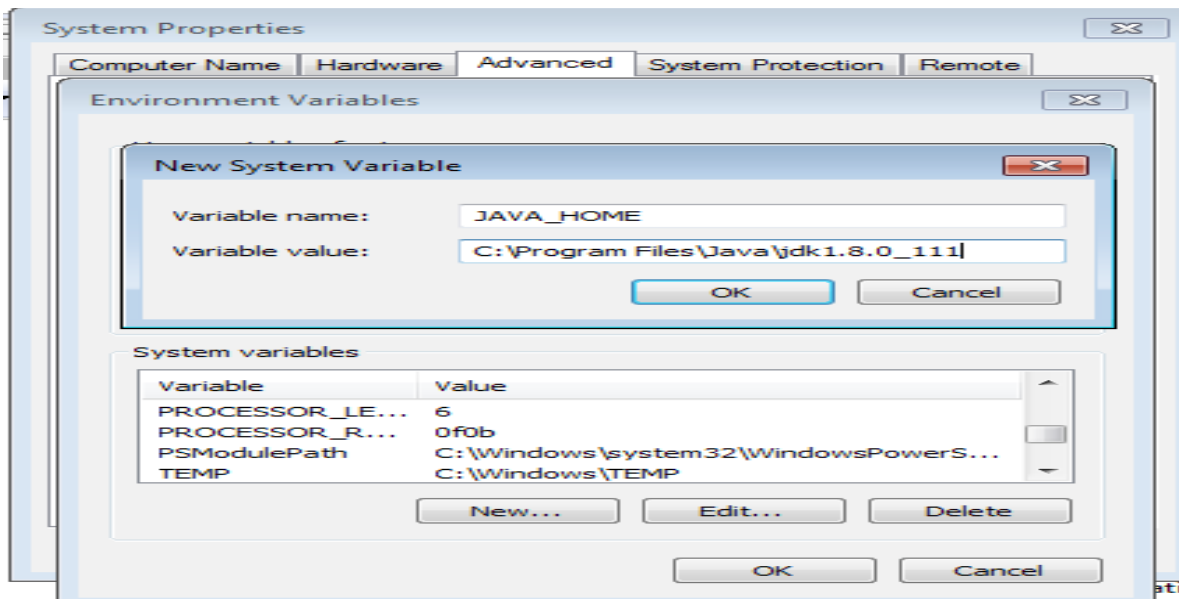 System Properties
Computer Name Hardware Advanced System Protection Remote
Environment Variables
New System Variable
Variable name: JAVA_HOME
Variable value: C:\Program Files\Java\jdk1.8.0_111
OK Cancel
System variables
Variable Value
PROCESSOR_LE... 6
PROCESSOR_R... 0f0b
PSModulePath C:\Windows\system32\WindowsPowerS...
TEMP C:\Windows\TEMP
New... Edit... Delete
OK Cancel